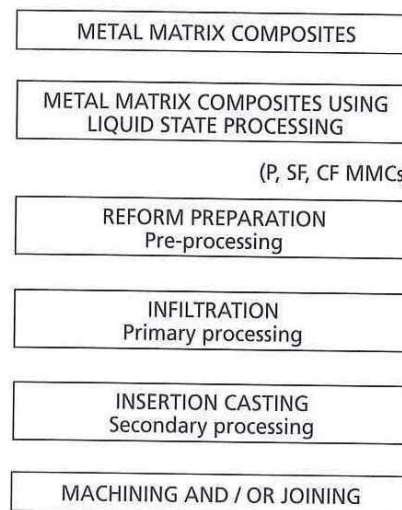 METAL MATRIX COMPOSITES
METAL MATRIX COMPOSITES USING
LIQUID STATE PROCESSING
(P, SF, CF MMCs
REFORM PREPARATION
Pre-processing
INFILTRATION
Primary processing
INSERTION CASTING
Secondary processing
MACHINING AND / OR JOINING